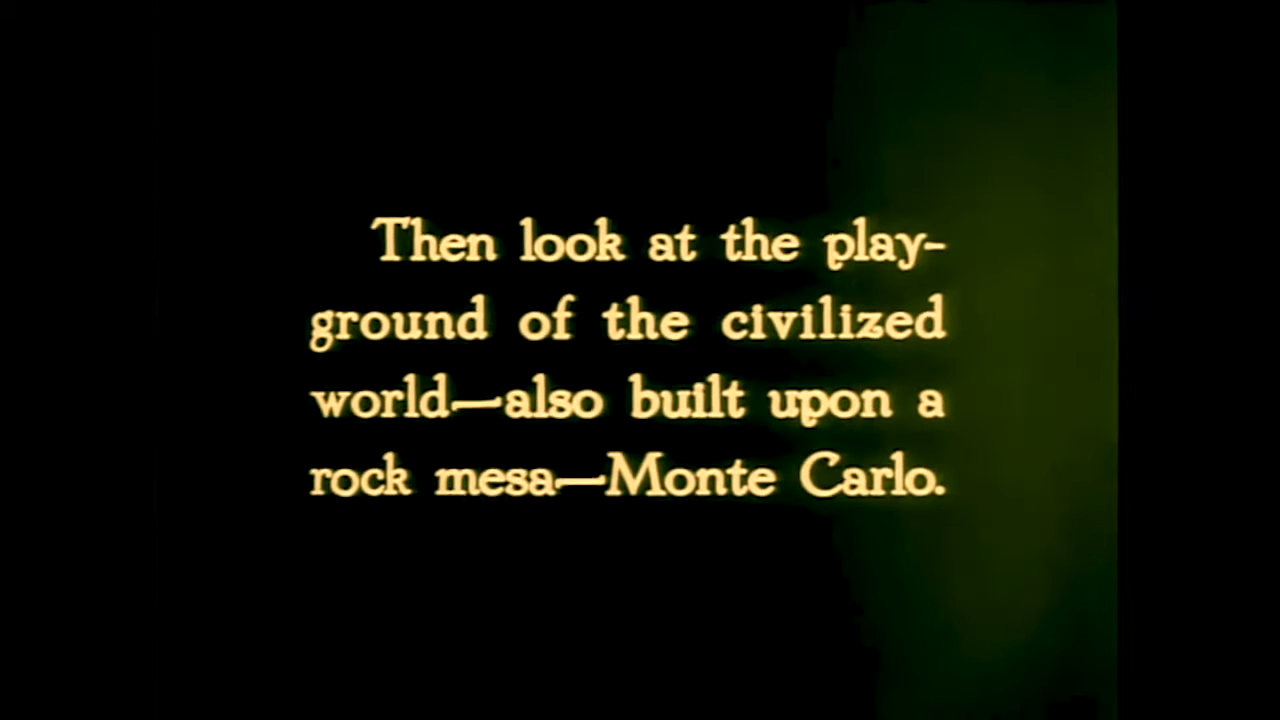 Then look at the play-
ground of the civilized
world—also built upon a
rock mesa—Monte Carlo.